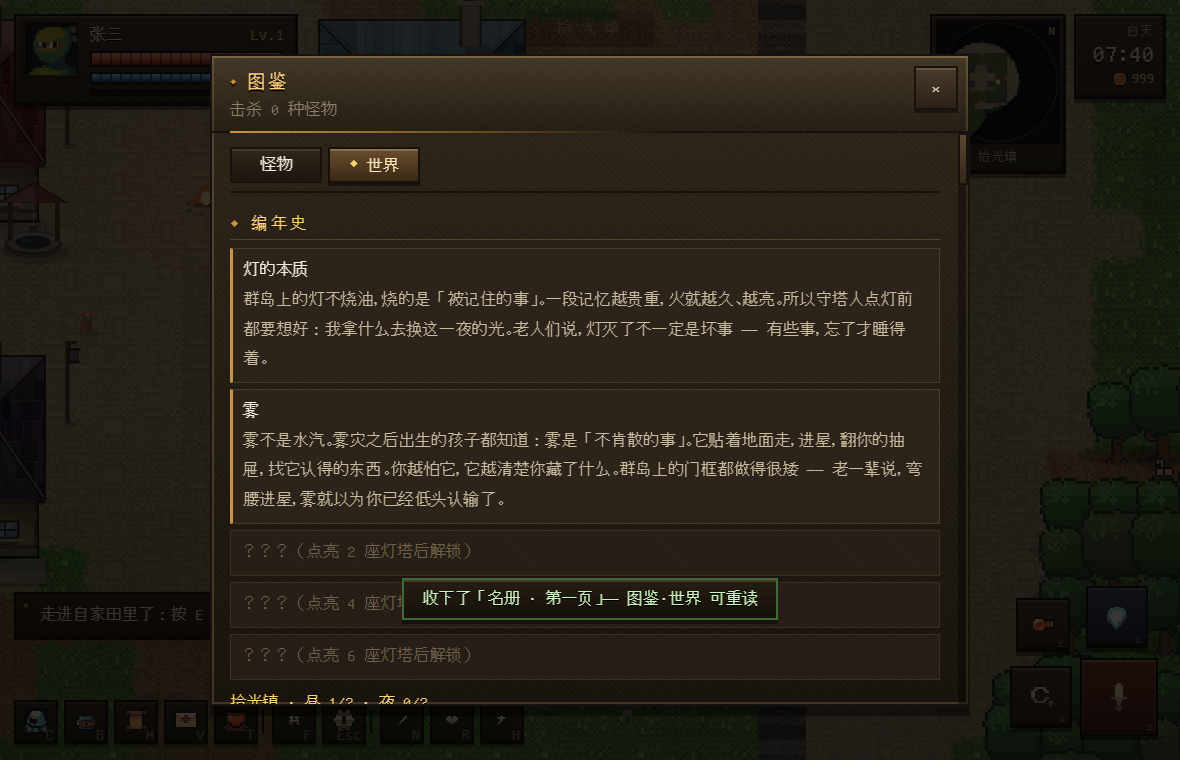 张三
Lv.1
拾光镇
N
白天
07:40
999
拾光镇
图鉴
击杀 0 种怪物
×
怪物
世界
编年史
灯的本质
群岛上的灯不烧油,烧的是「被记住的事」。一段记忆越贵重,火就越久、越亮。所以守塔人点灯前
都要想好：我拿什么去换这一夜的光。老人们说,灯灭了不一定是坏事 —— 有些事,忘了才睡得
着。
雾
雾不是水汽。雾灾之后出生的孩子都知道：雾是「不肯散的事」。它贴着地面走,进屋,翻你的抽
屉,找它认得的东西。你越怕它,它越清楚你藏了什么。群岛上的门框都做得很矮 —— 老一辈说,弯
腰进屋,雾就以为你已经低头认输了。
？？？（点亮 2 座灯塔后解锁）
？？？（点亮 4 座灯
收下了「名册 · 第一页」— 图鉴·世界 可重读
？？？（点亮 6 座灯塔后解锁）
拾光镇 · 昼 1/2 · 夜 0/2
走进自家田里了：按 E
E
L
K
J
C
B
M
V
T
F
ESC
N
R
H